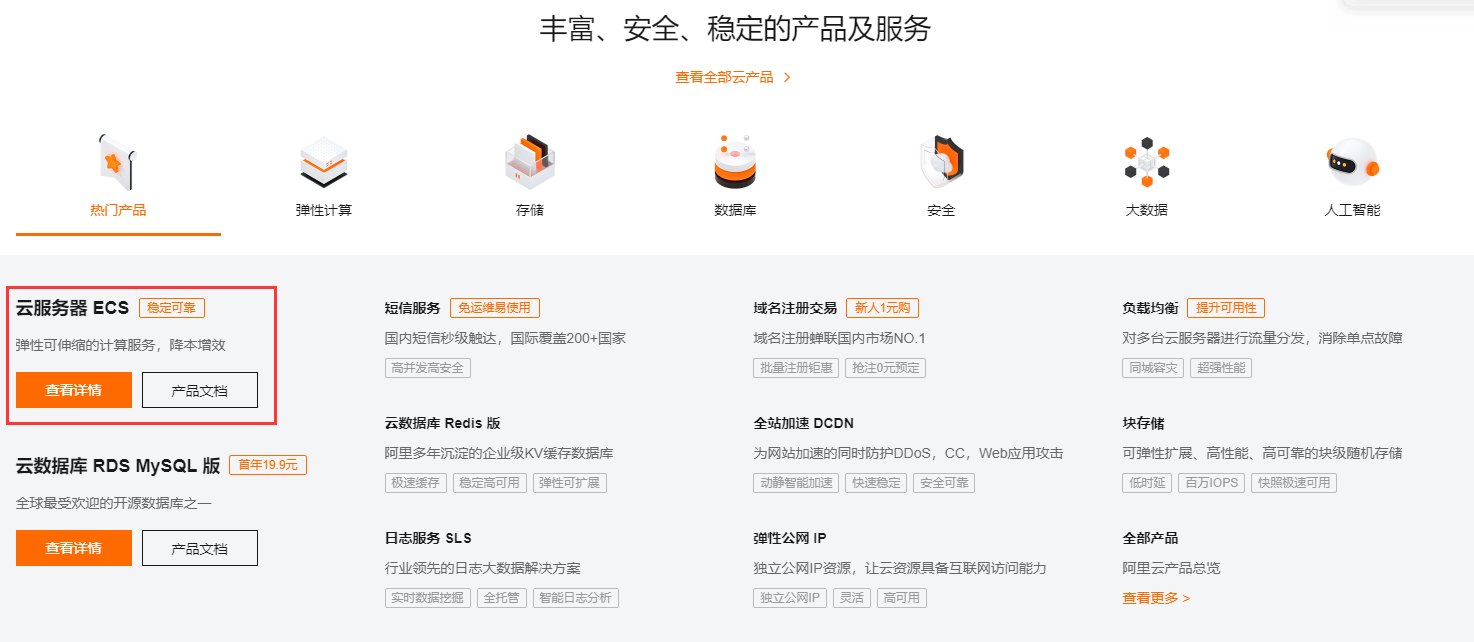 丰富、安全、稳定的产品及服务
查看全部云产品 >
热门产品
弹性计算
存储
数据库
安全
大数据
人工智能
云服务器 ECS 稳定可靠
弹性可伸缩的计算服务，降本增效
查看详情 产品文档
云数据库 RDS MySQL 版 首年19.9元
全球最受欢迎的开源数据库之一
查看详情 产品文档
短信服务 免运维易使用
国内短信秒级触达，国际覆盖200+国家
高并发高安全
云数据库 Redis 版
阿里多年沉淀的企业级KV缓存数据库
极速缓存 稳定高可用 弹性可扩展
日志服务 SLS
行业领先的日志大数据解决方案
实时数据挖掘 全托管 智能日志分析
域名注册交易 新人1元购
域名注册蝉联国内市场NO.1
批量注册钜惠 抢注0元预定
全站加速 DCDN
为网站加速的同时防护DDoS，CC，Web应用攻击
动静智能加速 快速稳定 安全可靠
弹性公网 IP
独立公网IP资源，让云资源具备互联网访问能力
独立公网IP 灵活 高可用
负载均衡 提升可用性
对多台云服务器进行流量分发，消除单点故障
同城容灾 超强性能
块存储
可弹性扩展、高性能、高可靠的块级随机存储
低时延 百万IOPS 快照极速可用
全部产品
阿里云产品总览
查看更多 >